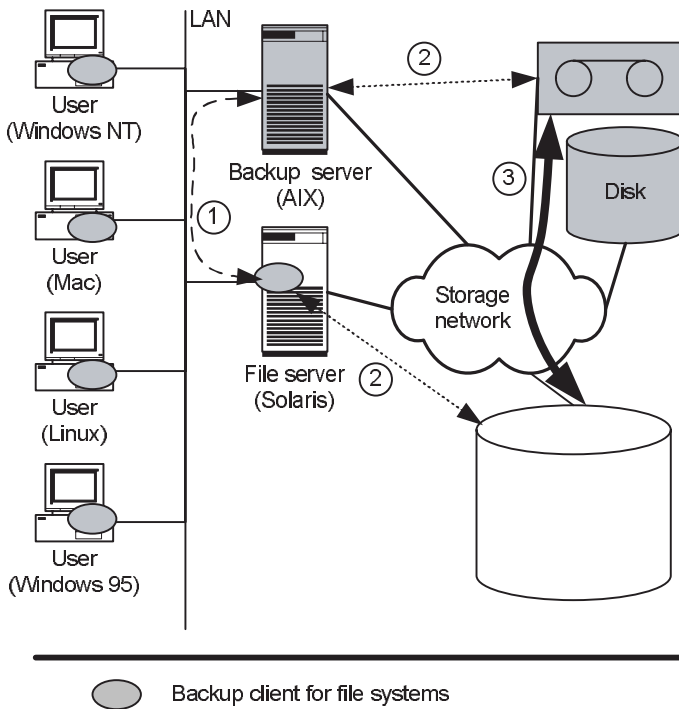 LAN
User
(Windows NT)
User
(Mac)
User
(Linux)
User
(Windows 95)
Backup server
(AIX)
1
File server
(Solaris)
2
2
3
Disk
Storage
network
Backup client for file systems